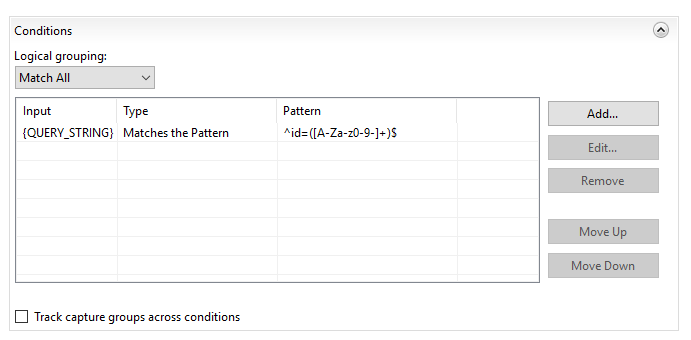 Conditions
Logical grouping:
Match All
Input Type Pattern
{QUERY_STRING} Matches the Pattern ^id=([A-Za-z0-9-]+)$
Add...
Edit...
Remove
Move Up
Move Down
Track capture groups across conditions